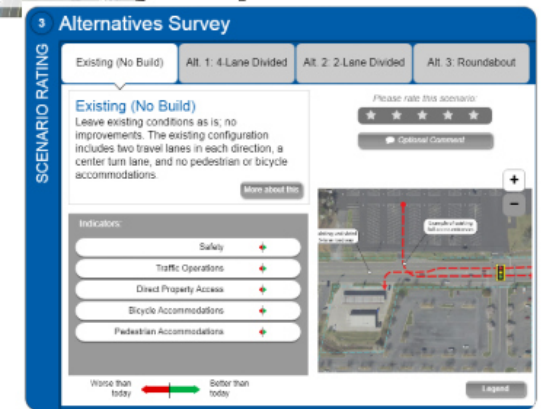 3 Alternatives Survey
SCENARIO RATING
Existing (No Build)
Alt. 1: 4-Lane Divided
Alt. 2: 2-Lane Divided
Alt. 3: Roundabout
Existing (No Build)
Leave existing conditions as is; no
improvements. The existing configuration
includes two travel lanes in each direction, a
center turn lane, and no pedestrian or bicycle
accommodations.
More about this
Please rate this scenario:
Optional Comment
Indicators:
Safety
Traffic Operations
Direct Property Access
Bicycle Accommodations
Pedestrian Accommodations
Worse than
today
Better than
today
+
−
Example of existing
Legend